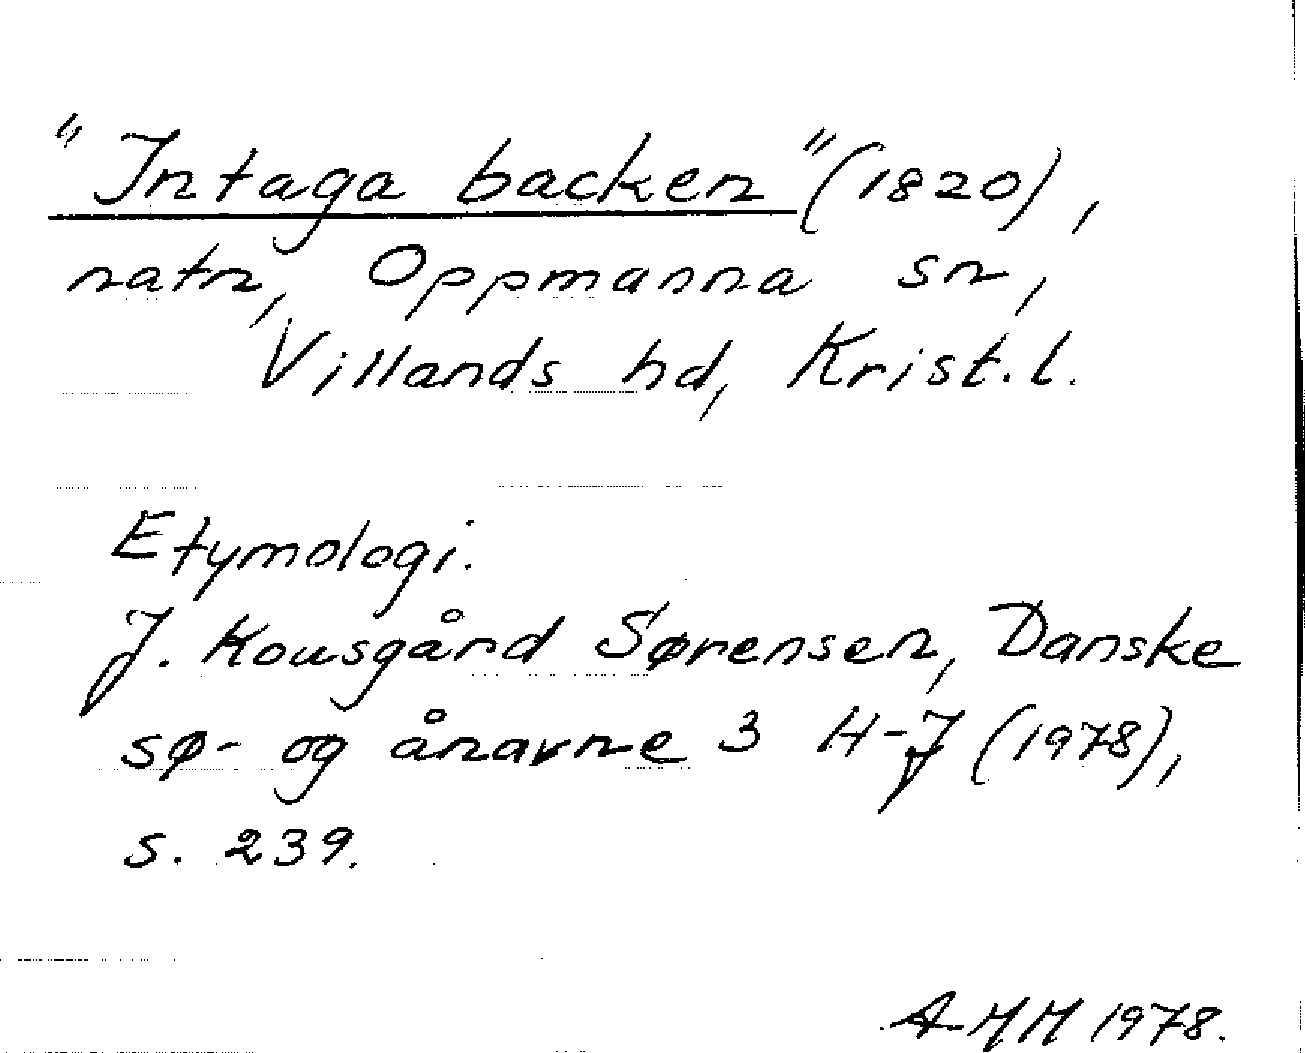 "Intaga backen" (1820),
natn, Oppmanna sn,
Villands hd, Krist.l.
Etymologi.
J. Kousgård Sørensen, Danske
sø- og ånavne 3 H-J (1978),
s. 239.
AMM 1978.